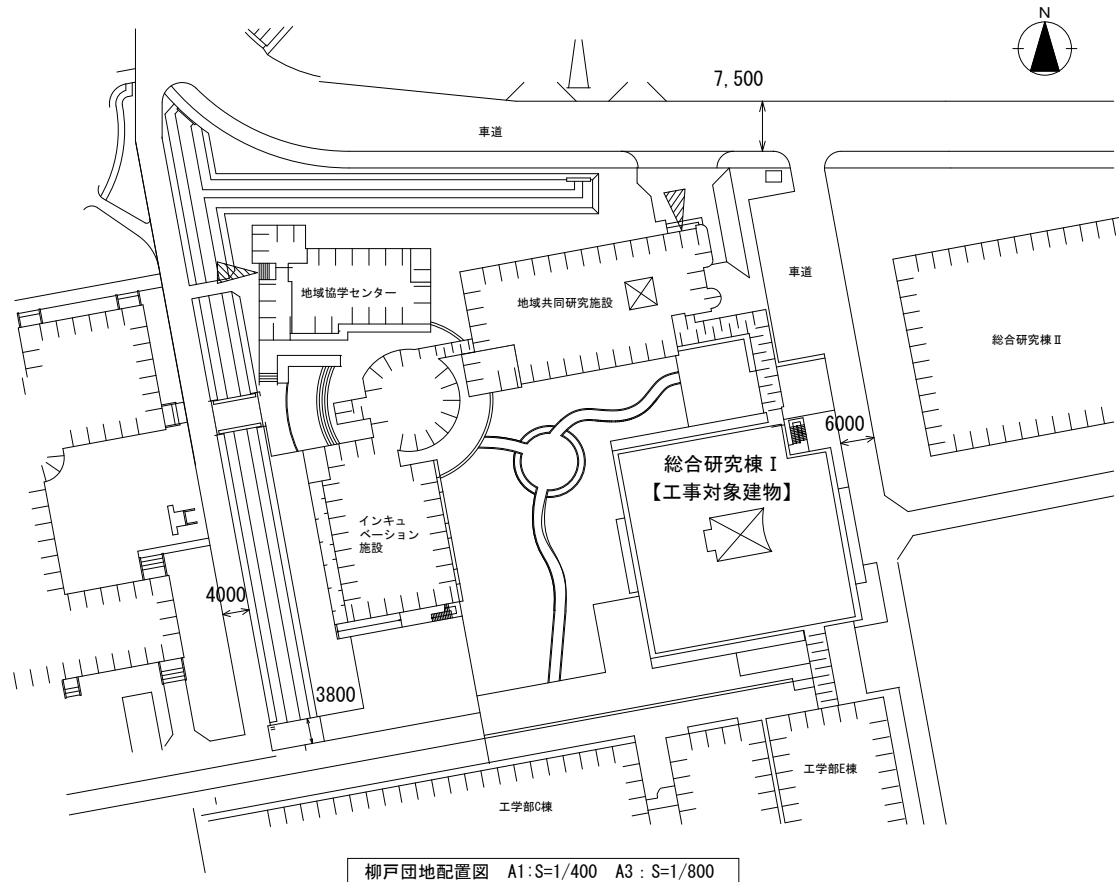 N
7,500
車道
地域協学センター
地域共同研究施設
車道
総合研究棟Ⅱ
6000
総合研究棟Ⅰ
【工事対象建物】
インキュ
ベーション
施設
4000
3800
工学部E棟
工学部C棟
柳戸団地配置図 A1:S=1/400 A3：S=1/800